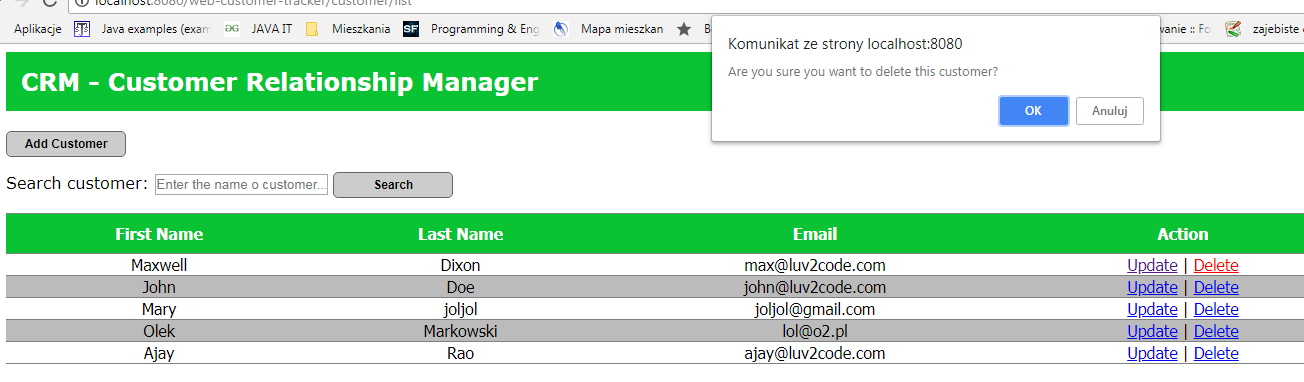 localhost:8080/web-customer-tracker/customer/list
Aplikacje Java examples (exam JAVA IT Mieszkania SF Programming & Eng Mapa mieszkan B wanie :: Fo zajebiste c
Komunikat ze strony localhost:8080
Are you sure you want to delete this customer?
OK Anuluj
CRM - Customer Relationship Manager
Add Customer
Search customer: Enter the name o customer... Search
First Name Last Name Email Action
Maxwell Dixon max@luv2code.com Update | Delete
John Doe john@luv2code.com Update | Delete
Mary joljol joljol@gmail.com Update | Delete
Olek Markowski lol@o2.pl Update | Delete
Ajay Rao ajay@luv2code.com Update | Delete